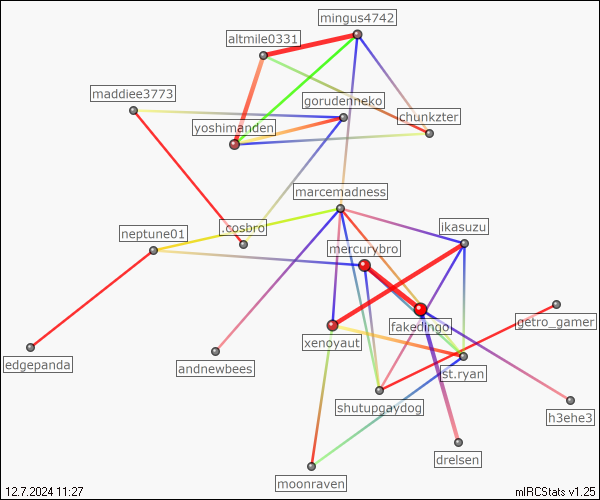 mingus4742
altmile0331
maddiee3773
gorudenneko
chunkzter
yoshimanden
marcemadness
.cosbro
ikasuzu
neptune01
mercurybro
getro_gamer
fakedingo
xenoyaut
edgepanda
andnewbees
st.ryan
shutupgaydog
h3ehe3
drelsen
moonraven
12.7.2024 11:27
mIRCStats v1.25